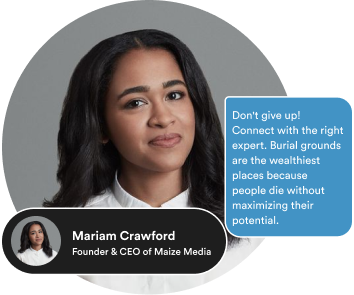 Don't give up!
Connect with the right
expert. Burial grounds
are the wealthiest
places because
people die without
maximizing their
potential.
Mariam Crawford
Founder & CEO of Maize Media